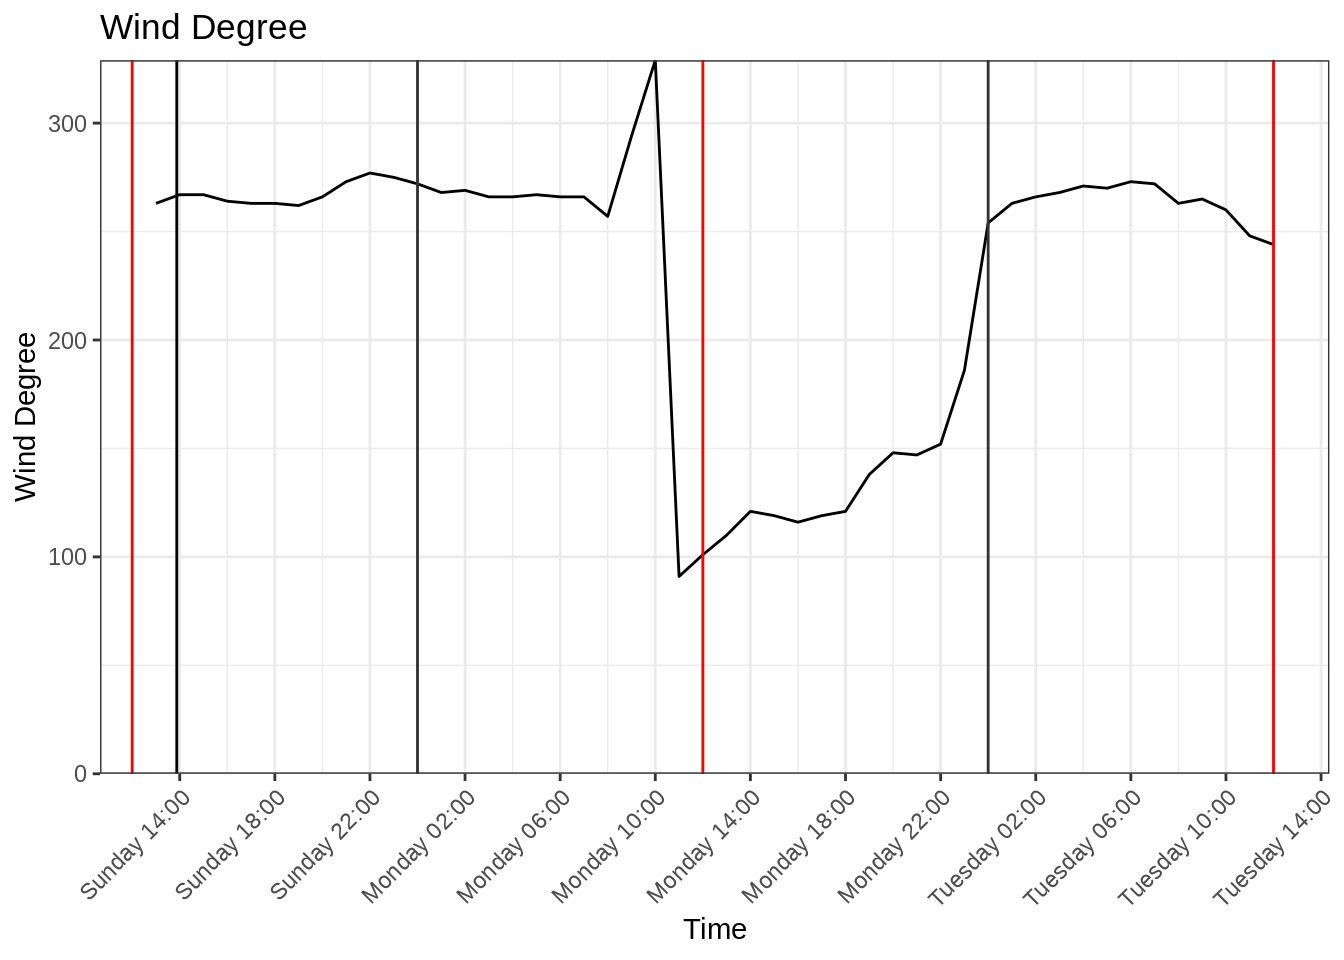 Wind Degree
Wind Degree
300
200
100
0
Sunday 14:00
Sunday 18:00
Sunday 22:00
Monday 02:00
Monday 06:00
Monday 10:00
Monday 14:00
Monday 18:00
Monday 22:00
Tuesday 02:00
Tuesday 06:00
Tuesday 10:00
Tuesday 14:00
Time